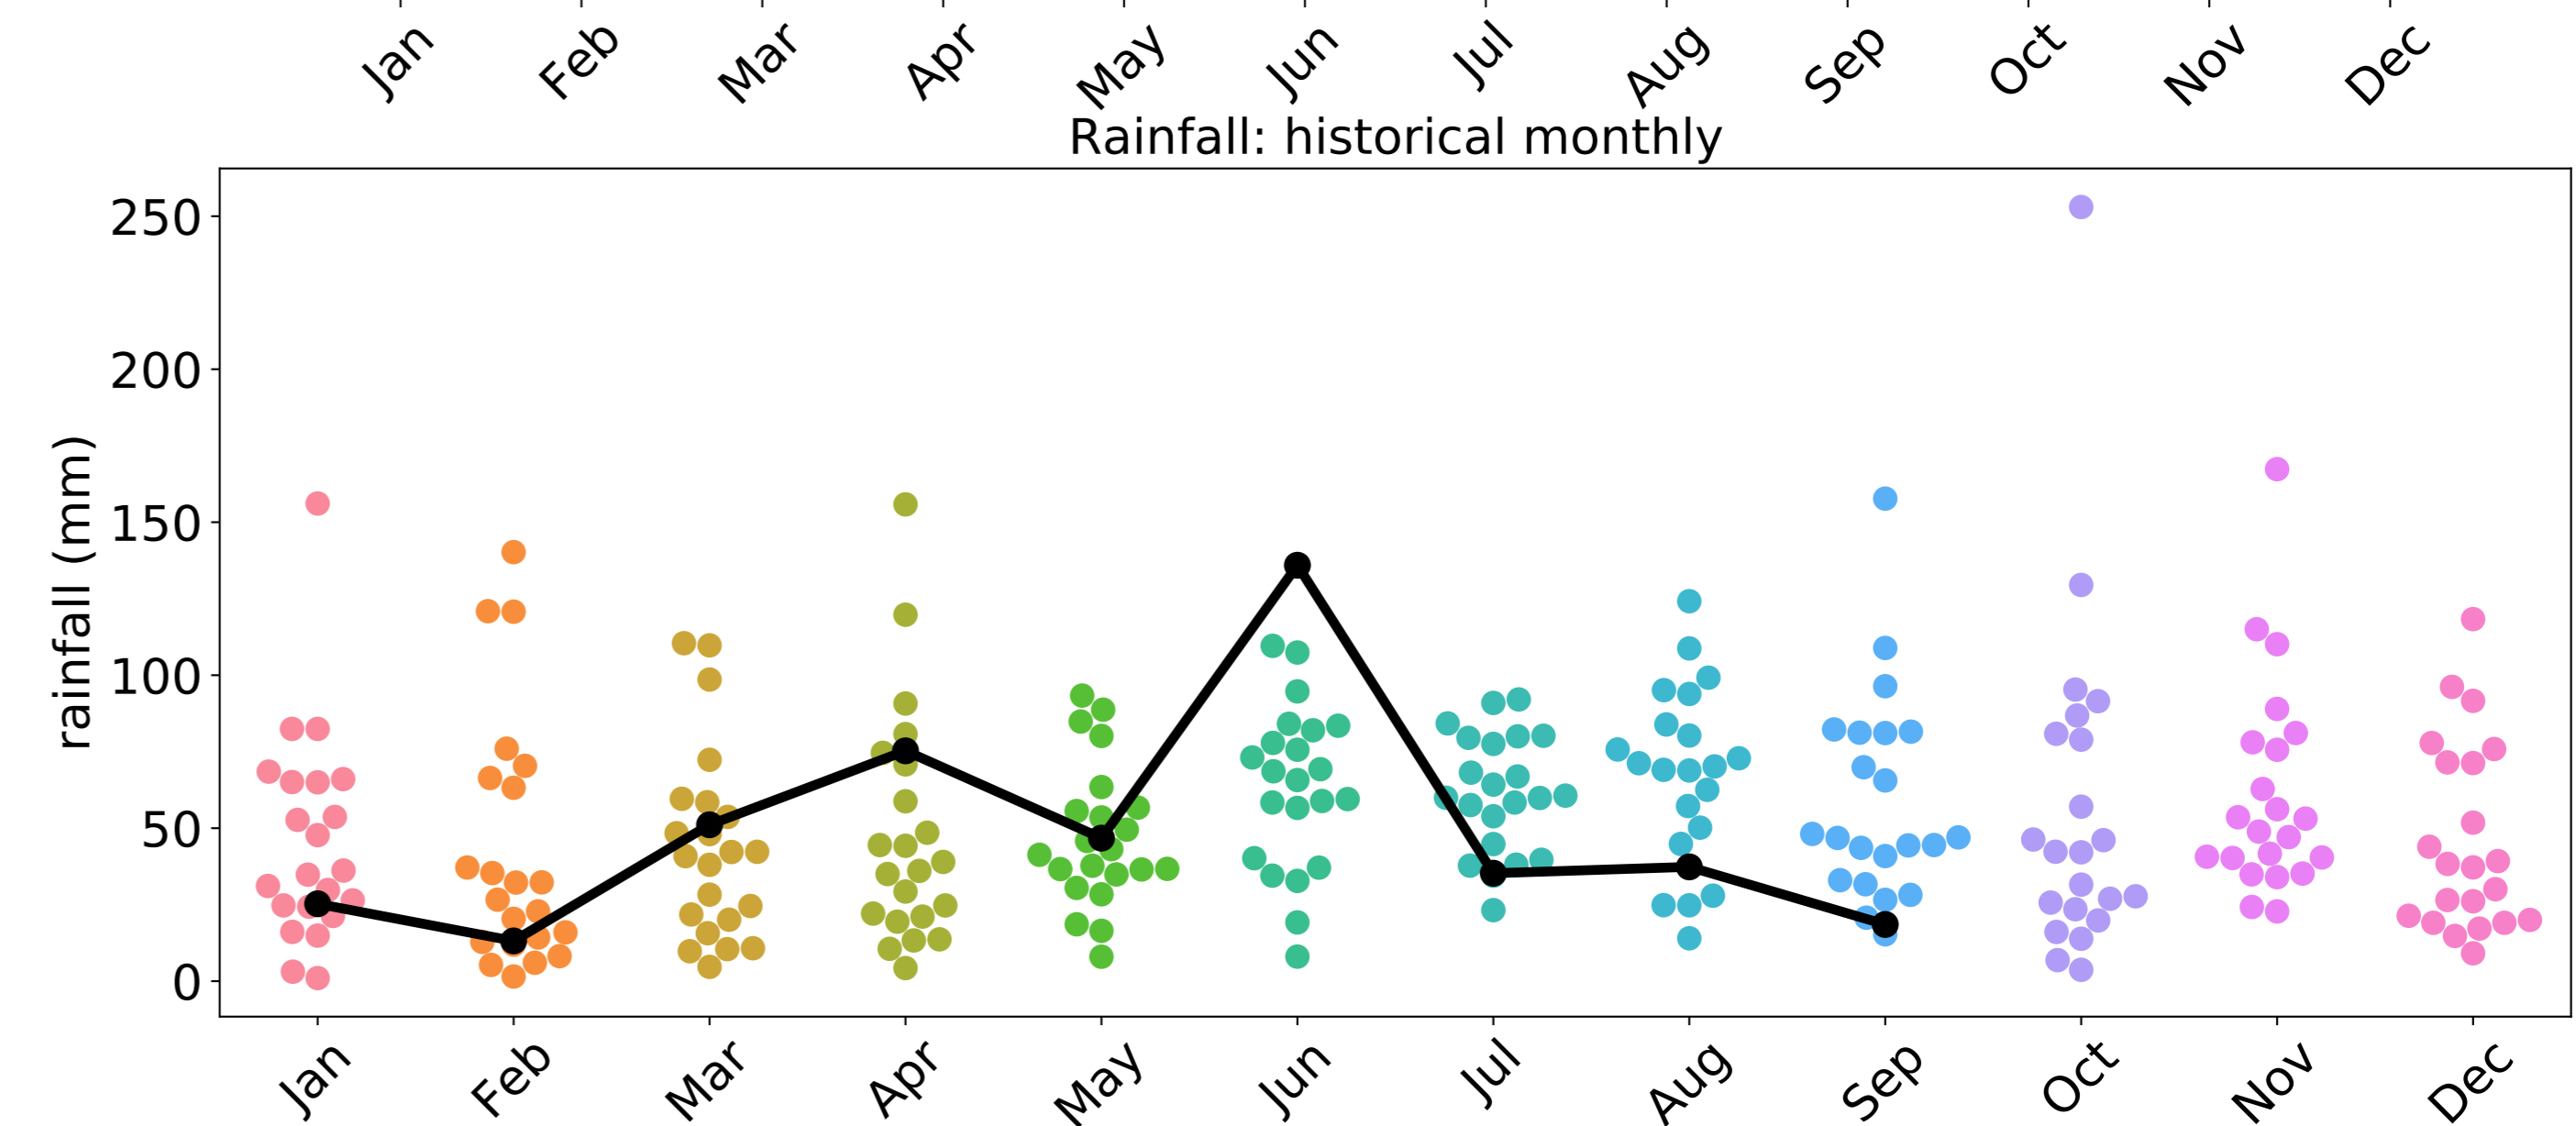 Jan Feb Mar Apr May Jun Jul Aug Sep Oct Nov Dec
Rainfall: historical monthly
250
200
150
100
50
0
rainfall (mm)
Jan Feb Mar Apr May Jun Jul Aug Sep Oct Nov Dec